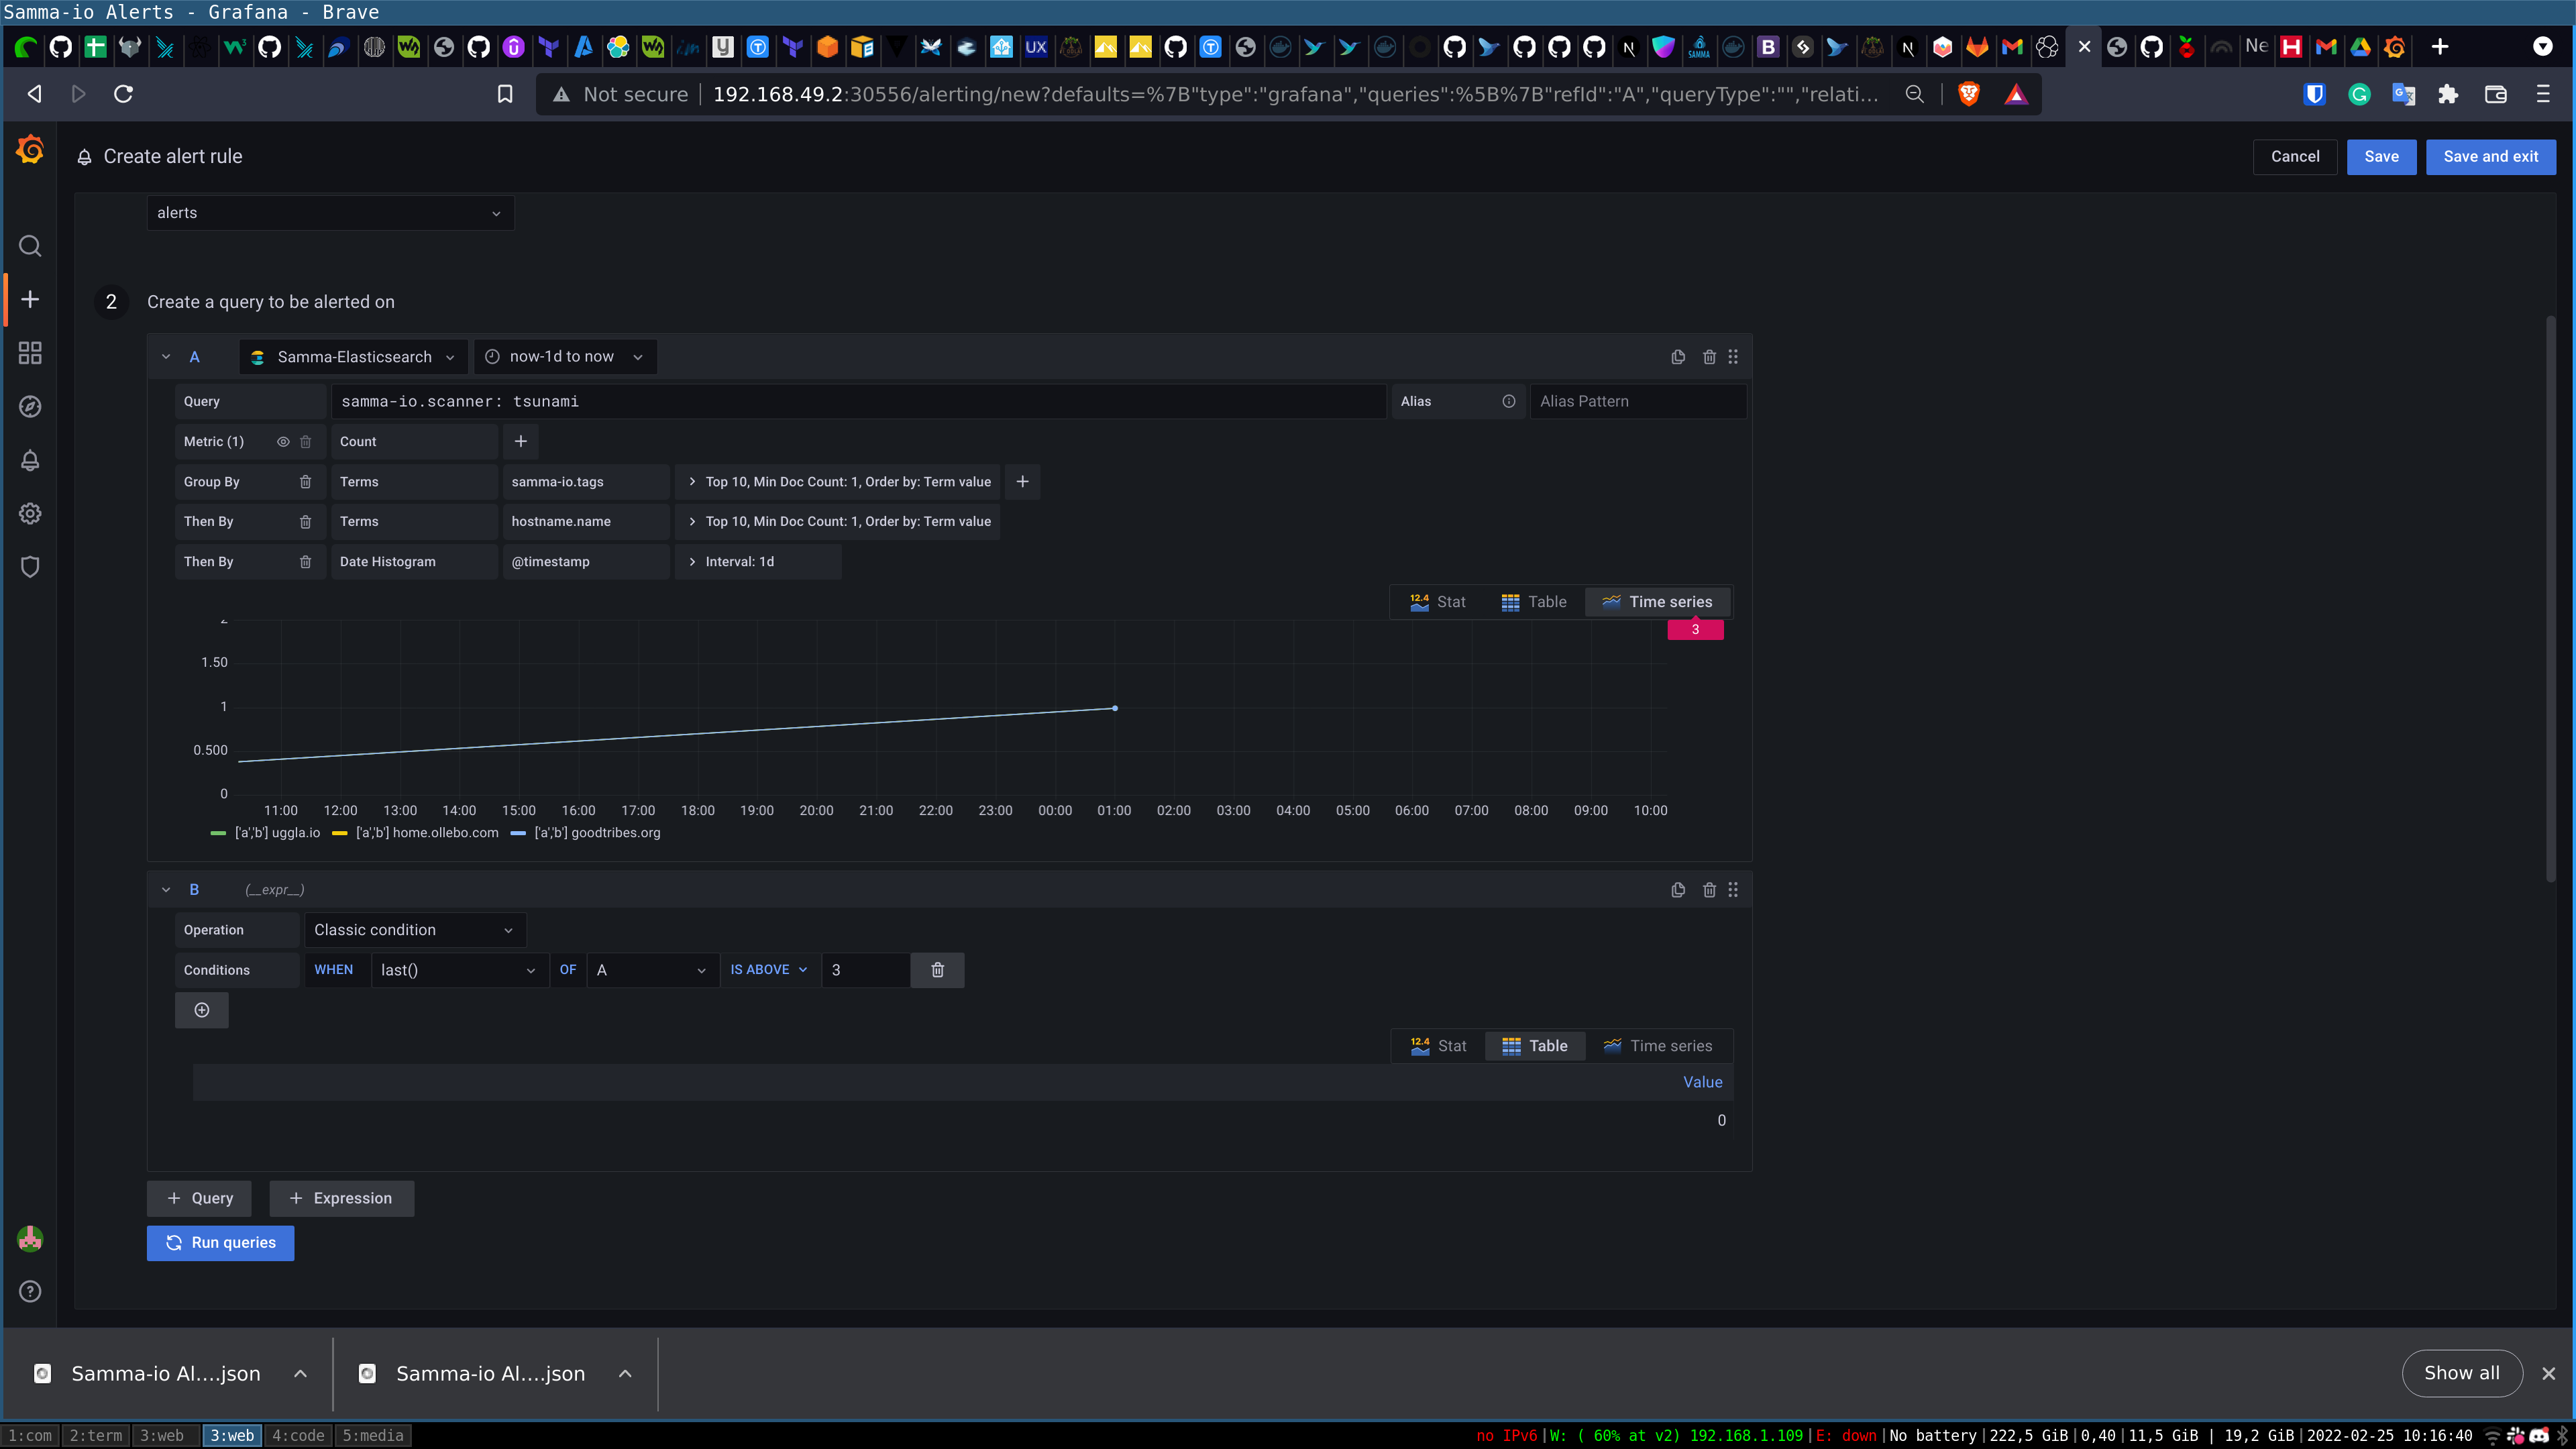 Samma-io Alerts - Grafana - Brave
UX
SAMMA
B
N
Ne
H
Not secure
192.168.49.2:30556/alerting/new?defaults=%7B"type":"grafana","queries":%5B%7B"refId":"A","queryType":"","relati...
Create alert rule
Cancel
Save
Save and exit
alerts
2
Create a query to be alerted on
A
Samma-Elasticsearch
now-1d to now
Query
samma-io.scanner: tsunami
Alias
Alias Pattern
Metric (1)
Count
Group By
Terms
samma-io.tags
Top 10, Min Doc Count: 1, Order by: Term value
Then By
Terms
hostname.name
Top 10, Min Doc Count: 1, Order by: Term value
Then By
Date Histogram
@timestamp
Interval: 1d
12.4 Stat
Table
Time series
3
2
1.50
1
0.500
0
11:00 12:00 13:00 14:00 15:00 16:00 17:00 18:00 19:00 20:00 21:00 22:00 23:00 00:00 01:00 02:00 03:00 04:00 05:00 06:00 07:00 08:00 09:00 10:00
['a','b'] uggla.io ['a','b'] home.ollebo.com ['a','b'] goodtribes.org
B
(__expr__)
Operation
Classic condition
Conditions
WHEN
last()
OF
A
IS ABOVE
3
12.4 Stat
Table
Time series
Value
0
+ Query
+ Expression
Run queries
Samma-io Al....json
Samma-io Al....json
Show all
1:com 2:term 3:web 3:web 4:code 5:media
no IPv6|W: ( 60% at v2) 192.168.1.109|E: down|No battery|222,5 GiB|0,40|11,5 GiB | 19,2 GiB|2022-02-25 10:16:40